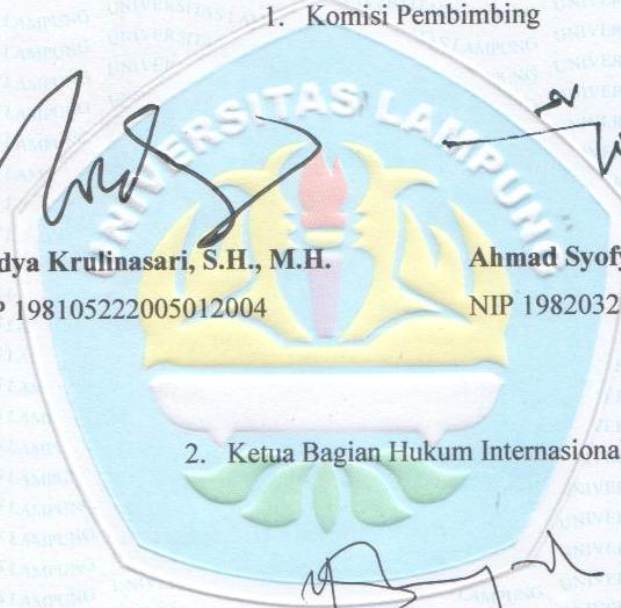 1. Komisi Pembimbing
UNIVERSITAS LAMPUNG
dya Krulinasari, S.H., M.H. Ahmad Syofy
P 198105222005012004 NIP 1982032
2. Ketua Bagian Hukum Internasiona